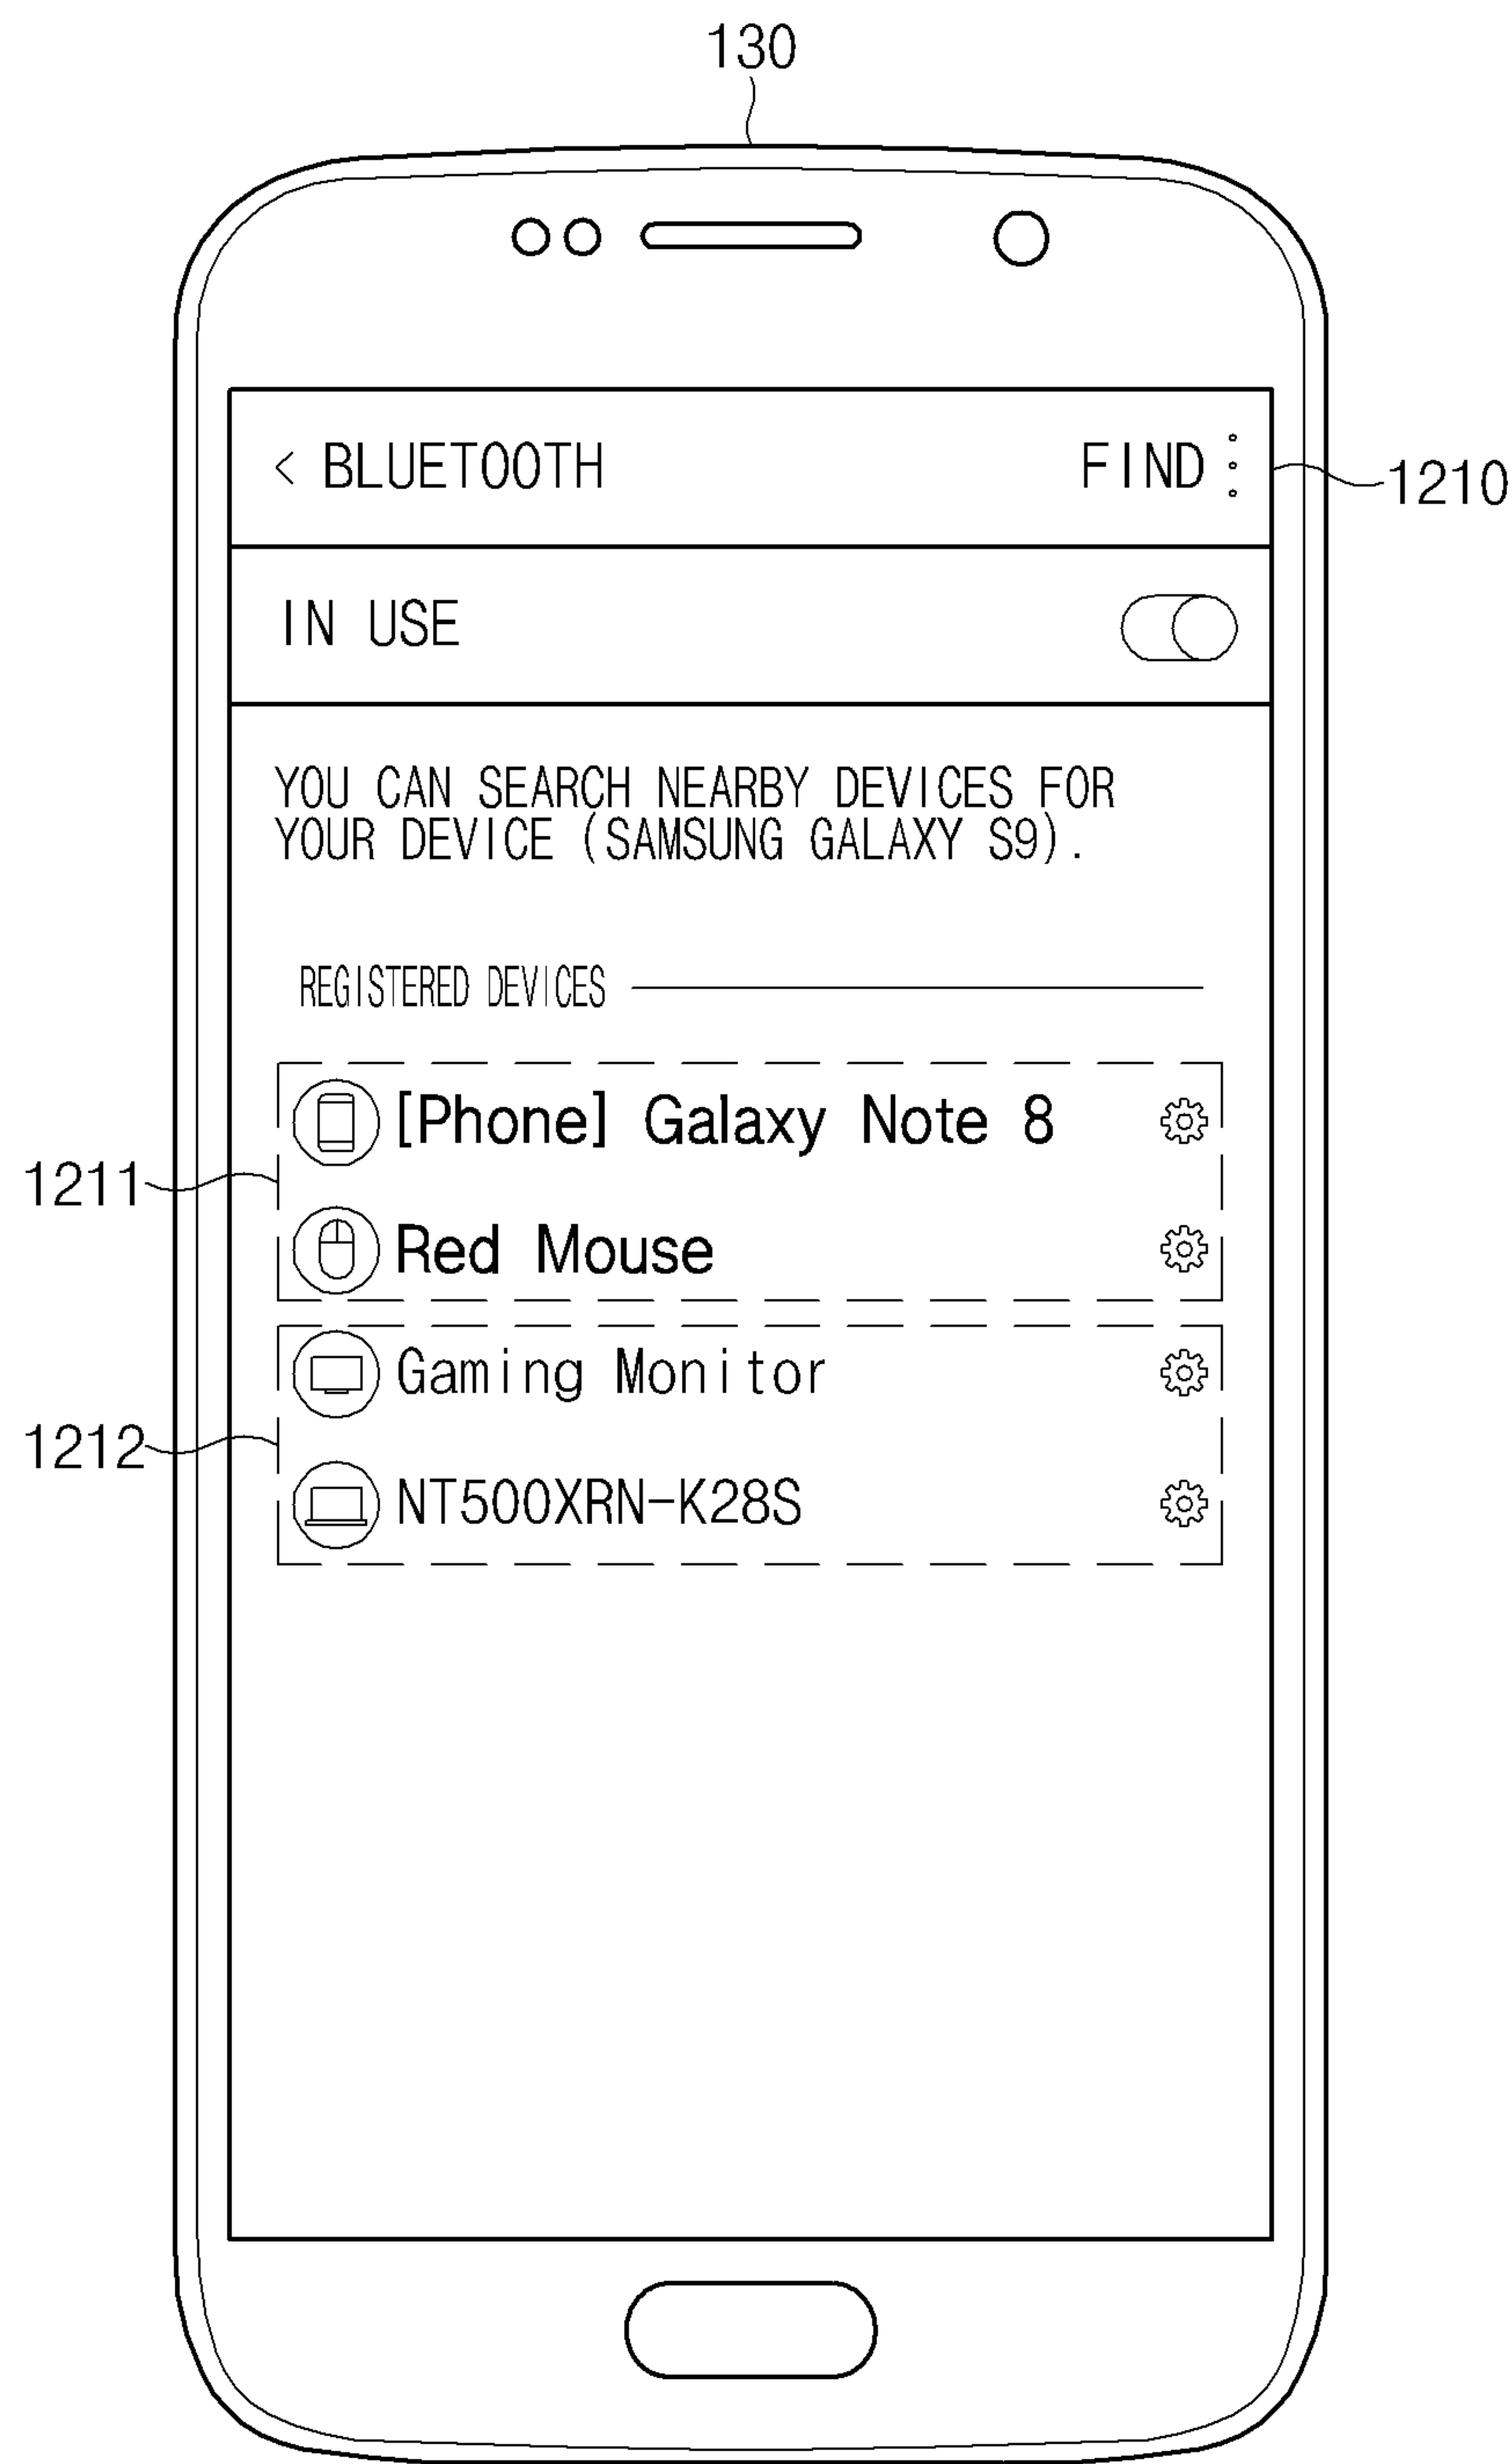 130
< BLUETOOTH FIND
1210
IN USE
YOU CAN SEARCH NEARBY DEVICES FOR
YOUR DEVICE (SAMSUNG GALAXY S9).
REGISTERED DEVICES
[Phone] Galaxy Note 8
1211
Red Mouse
Gaming Monitor
1212
NT500XRN-K28S